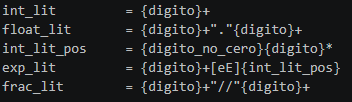 int_lit = {digito}+
float_lit = {digito}+"."{digito}+
int_lit_pos = {digito_no_cero}{digito}*
exp_lit = {digito}+[eE]{int_lit_pos}
frac_lit = {digito}+"//"{digito}+